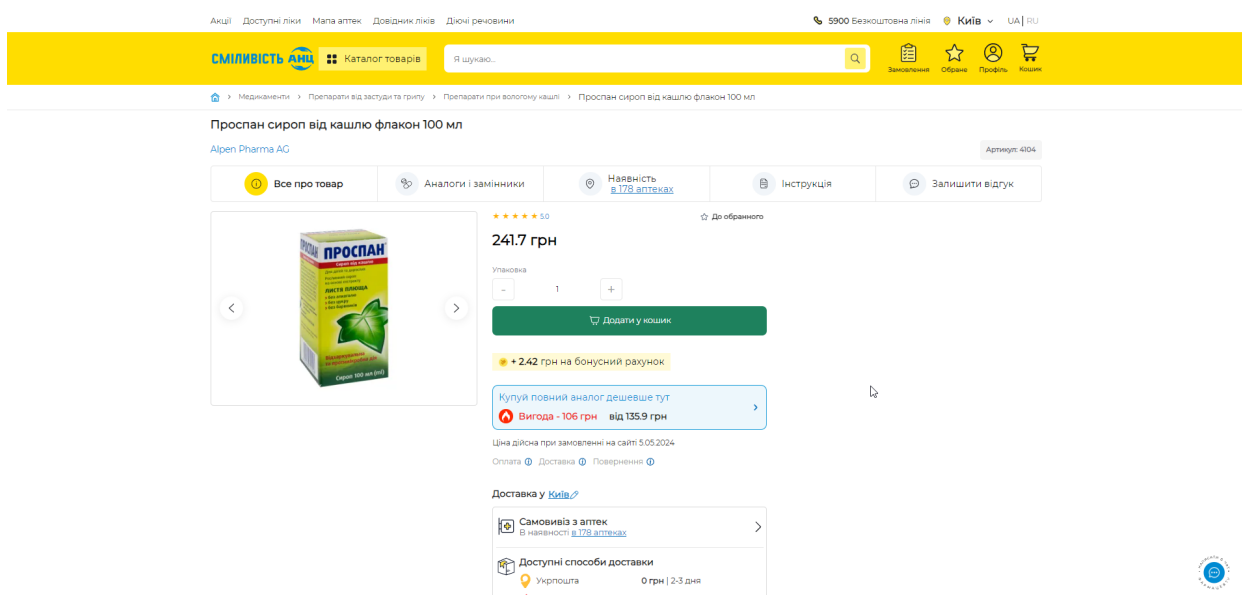 Акції Доступні ліки Мапа аптек Довідник ліків Діючі речовини 5900 Безкоштовна лінія Київ UA| RU
СМІЛИВІСТЬ АНЦ Каталог товарів Я шукаю... Замовлення Обране Профіль Кошик
Медикаменти > Препарати від застуди та грипу > Препарати при вологому кашлі > Проспан сироп від кашлю флакон 100 мл
Проспан сироп від кашлю флакон 100 мл
Alpen Pharma AG Артикул: 4104
Все про товар Аналоги і замінники Наявність в 178 аптеках Інструкція Залишити відгук
5.0 До обранного
241.7 грн
Упаковка
- 1 +
Додати у кошик
+ 2.42 грн на бонусний рахунок
Купуй повний аналог дешевше тут
Вигода - 106 грн від 135.9 грн
Ціна дійсна при замовленні на сайті 5.05.2024
Оплата Доставка Повернення
Доставка у Київ
Самовивіз з аптек
В наявності в 178 аптеках
Доступні способи доставки
Укрпошта 0 грн | 2-3 дня
ПРОСПАН
Сироп від кашлю
ЛИСТЯ ПЛЮЩА
Сироп 100 мл (ml)